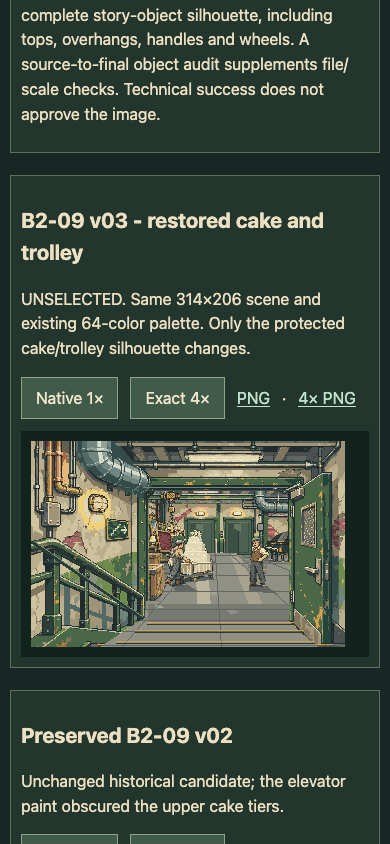 complete story-object silhouette, including
tops, overhangs, handles and wheels. A
source-to-final object audit supplements file/
scale checks. Technical success does not
approve the image.
B2-09 v03 - restored cake and
trolley
UNSELECTED. Same 314×206 scene and
existing 64-color palette. Only the protected
cake/trolley silhouette changes.
Native 1× Exact 4× PNG · 4× PNG
Preserved B2-09 v02
Unchanged historical candidate; the elevator
paint obscured the upper cake tiers.